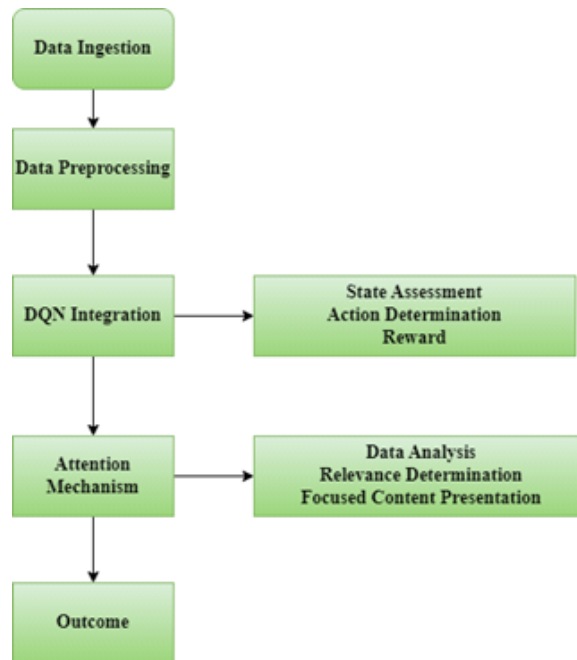 Data Ingestion
Data Preprocessing
DQN Integration
State Assessment
Action Determination
Reward
Attention
Mechanism
Data Analysis
Relevance Determination
Focused Content Presentation
Outcome